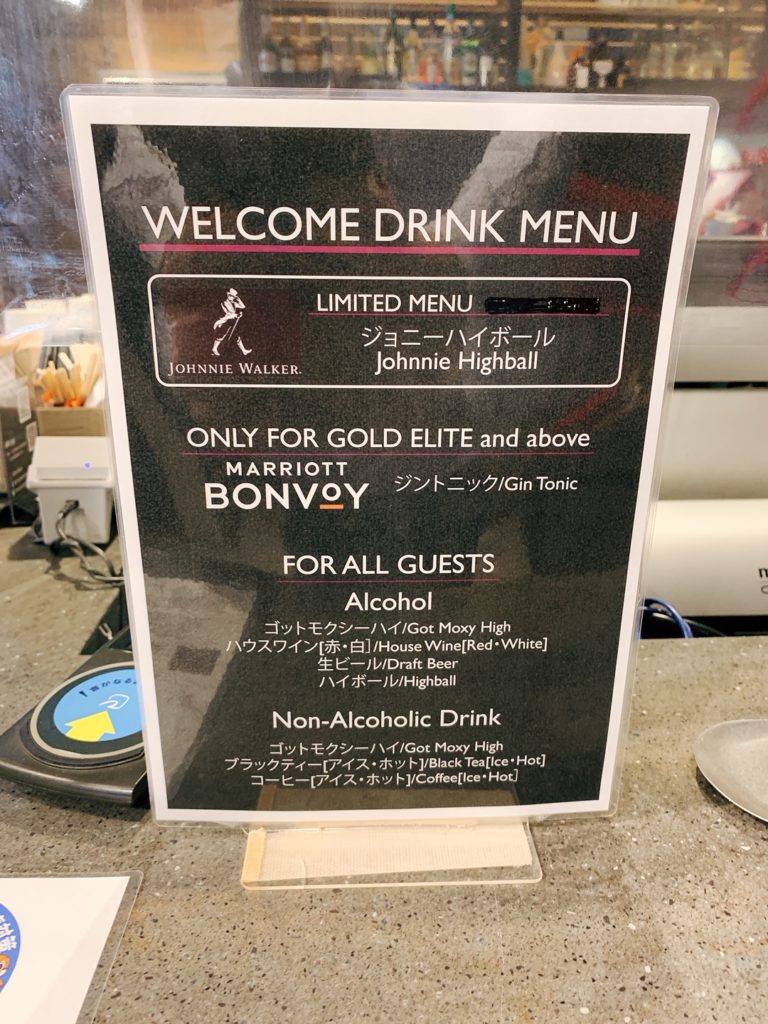 WELCOME DRINK MENU
JOHNNIE WALKER.
LIMITED MENU
ジョニーハイボール
Johnnie Highball
ONLY FOR GOLD ELITE and above
MARRIOTT
BONVOY
ジントニック/Gin Tonic
FOR ALL GUESTS
Alcohol
ゴットモクシーハイ/Got Moxy High
ハウスワイン[赤・白]/House Wine[Red・White]
生ビール/Draft Beer
ハイボール/Highball
Non-Alcoholic Drink
ゴットモクシーハイ/Got Moxy High
ブラックティー[アイス・ホット]/Black Tea[Ice・Hot]
コーヒー[アイス・ホット]/Coffee[Ice・Hot]